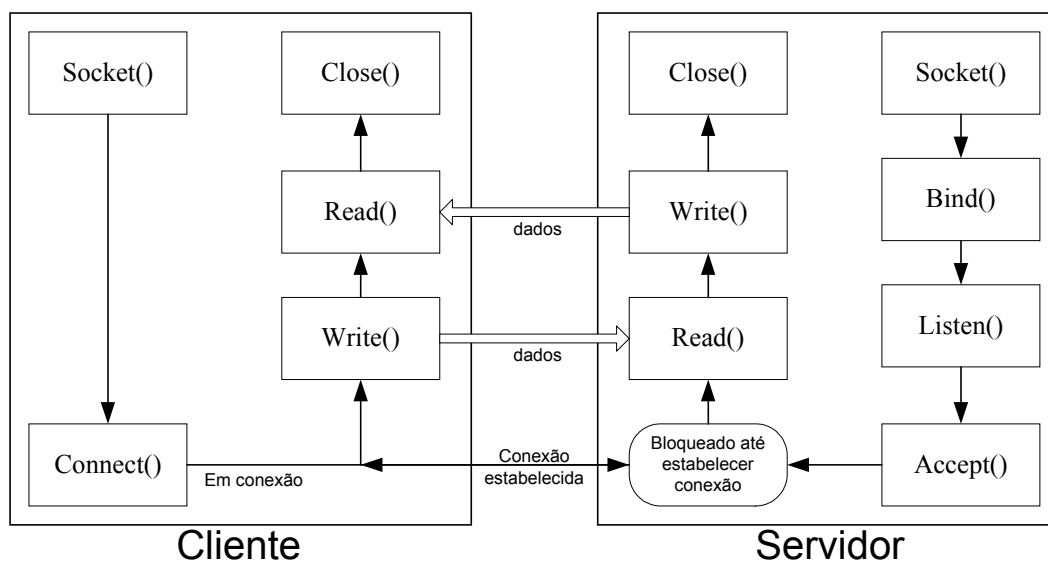 Socket()
Close()
Close()
Socket()
Read()
dados
Write()
Bind()
Write()
dados
Read()
Listen()
Connect()
Em conexão
Conexão
estabelecida
Bloqueado até
estabelecer
conexão
Accept()
Cliente
Servidor